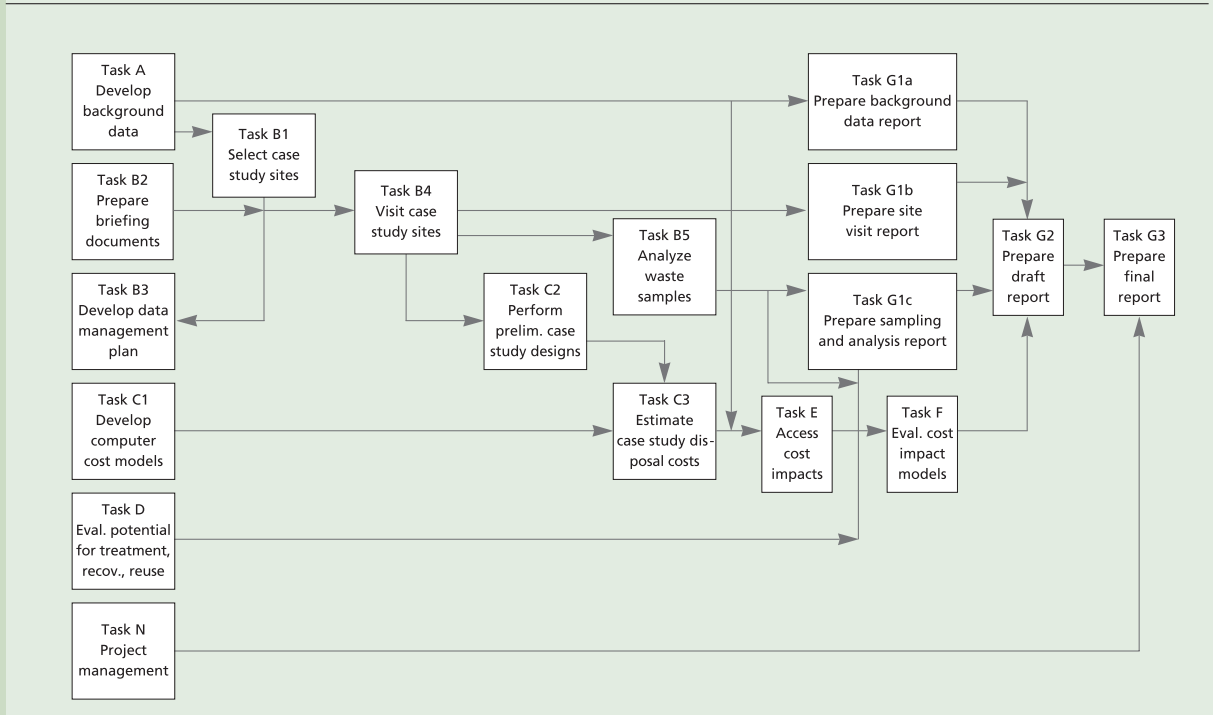 Task A
Develop
background
data
Task B1
Select case
study sites
Task B2
Prepare
briefing
documents
Task B3
Develop data
management
plan
Task B4
Visit case
study sites
Task B5
Analyze
waste
samples
Task C1
Develop
computer
cost models
Task C2
Perform
prelim. case
study designs
Task C3
Estimate
case study dis-
posal costs
Task D
Eval. potential
for treatment,
recov., reuse
Task E
Access
cost
impacts
Task F
Eval. cost
impact
models
Task G1a
Prepare background
data report
Task G1b
Prepare site
visit report
Task G1c
Prepare sampling
and analysis report
Task G2
Prepare
draft
report
Task G3
Prepare
final
report
Task N
Project
management